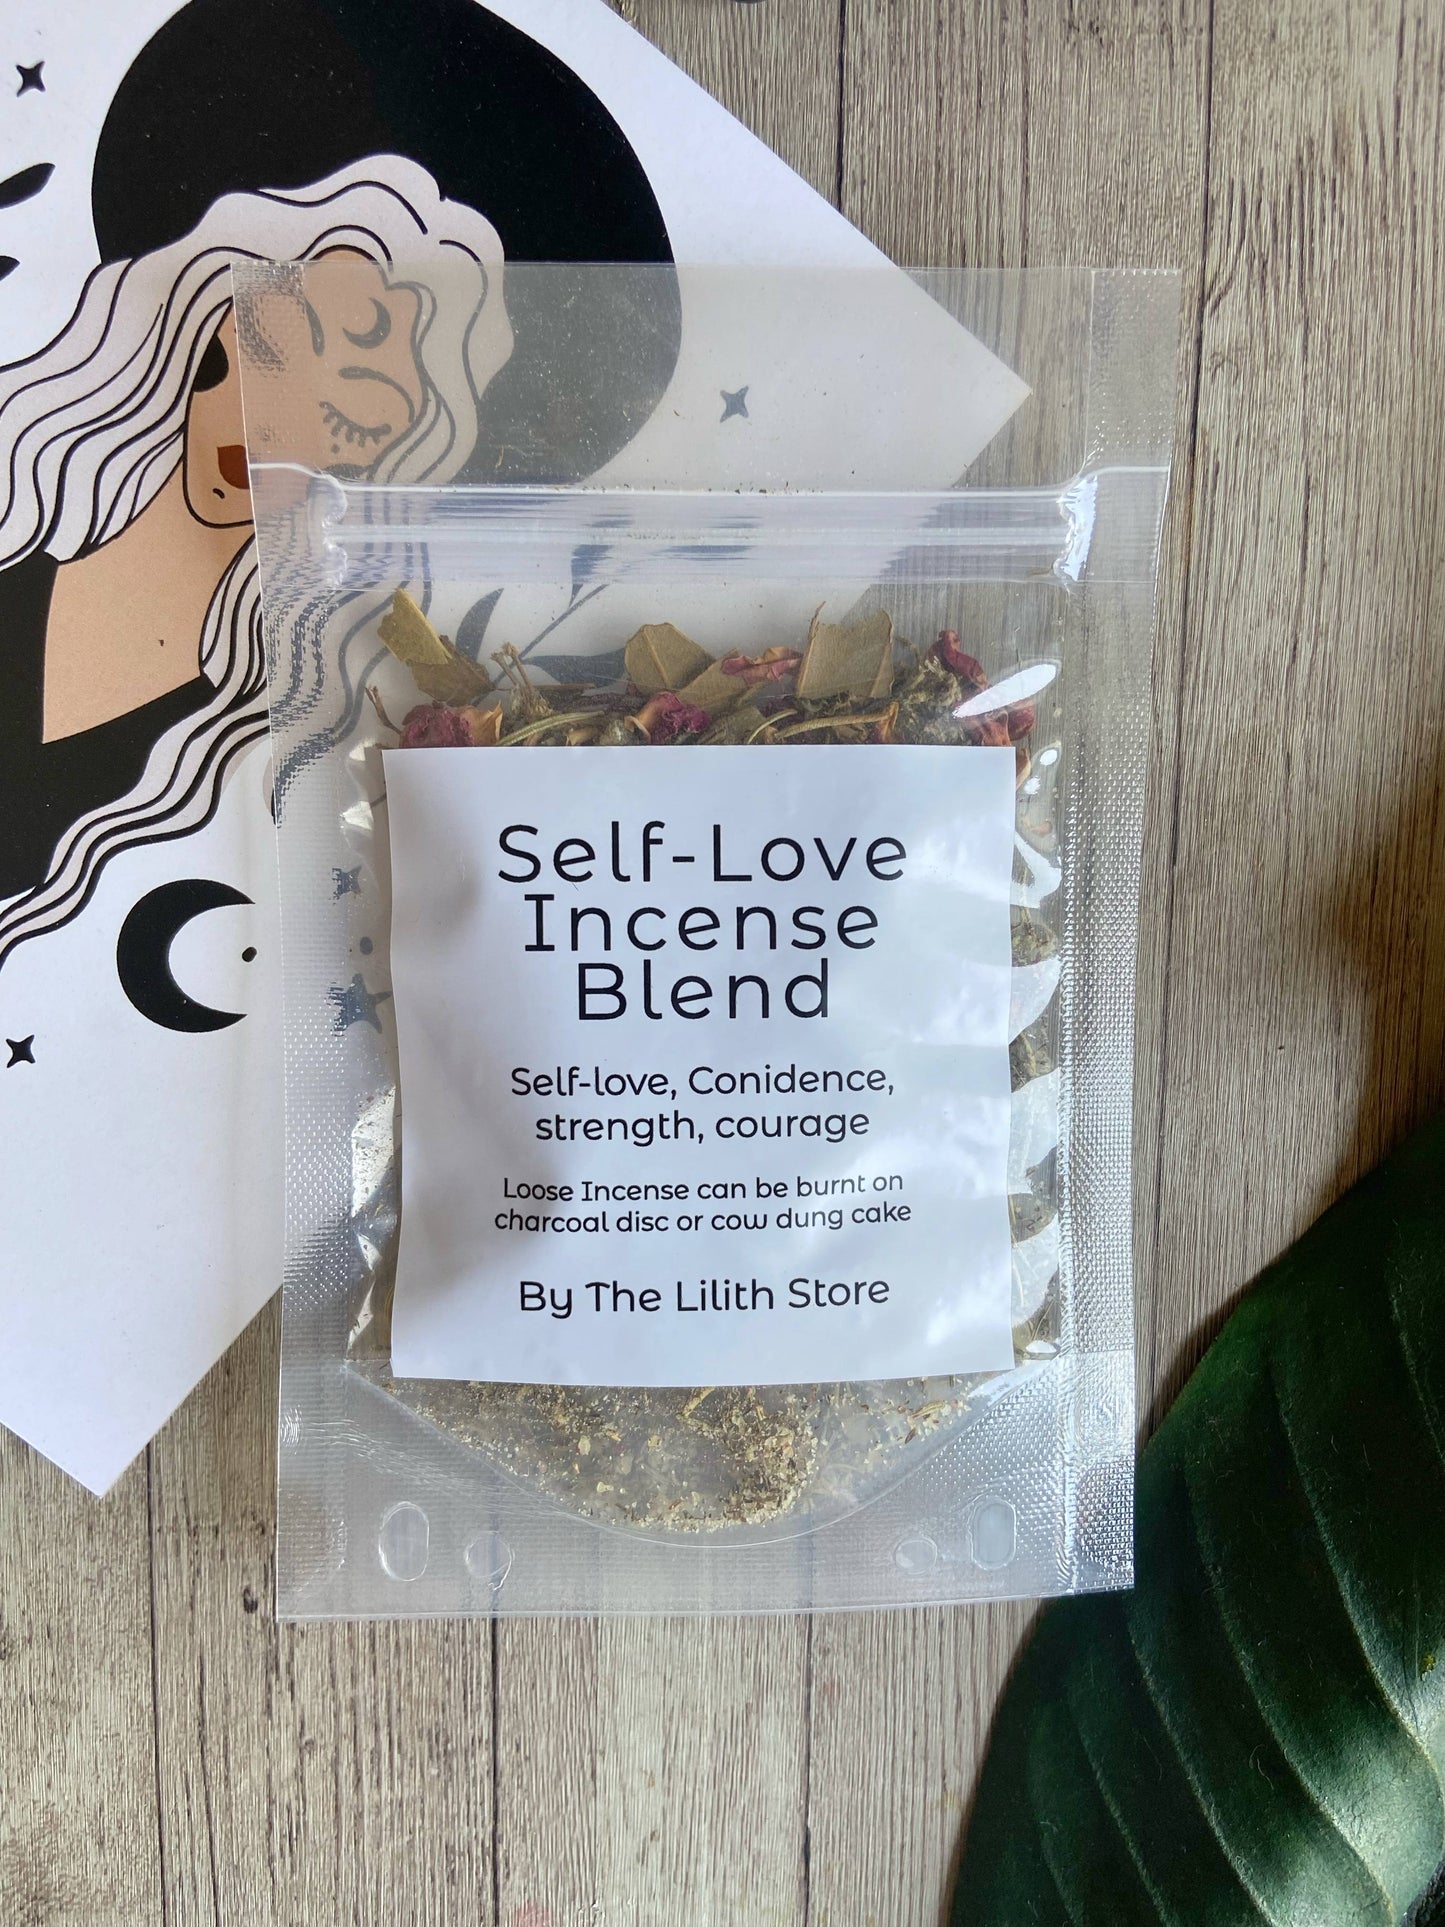 Self-Love
Incense
Blend
Self-love, Conidence,
strength, courage
Loose Incense can be burnt on
charcoal disc or cow dung cake
By The Lilith Store